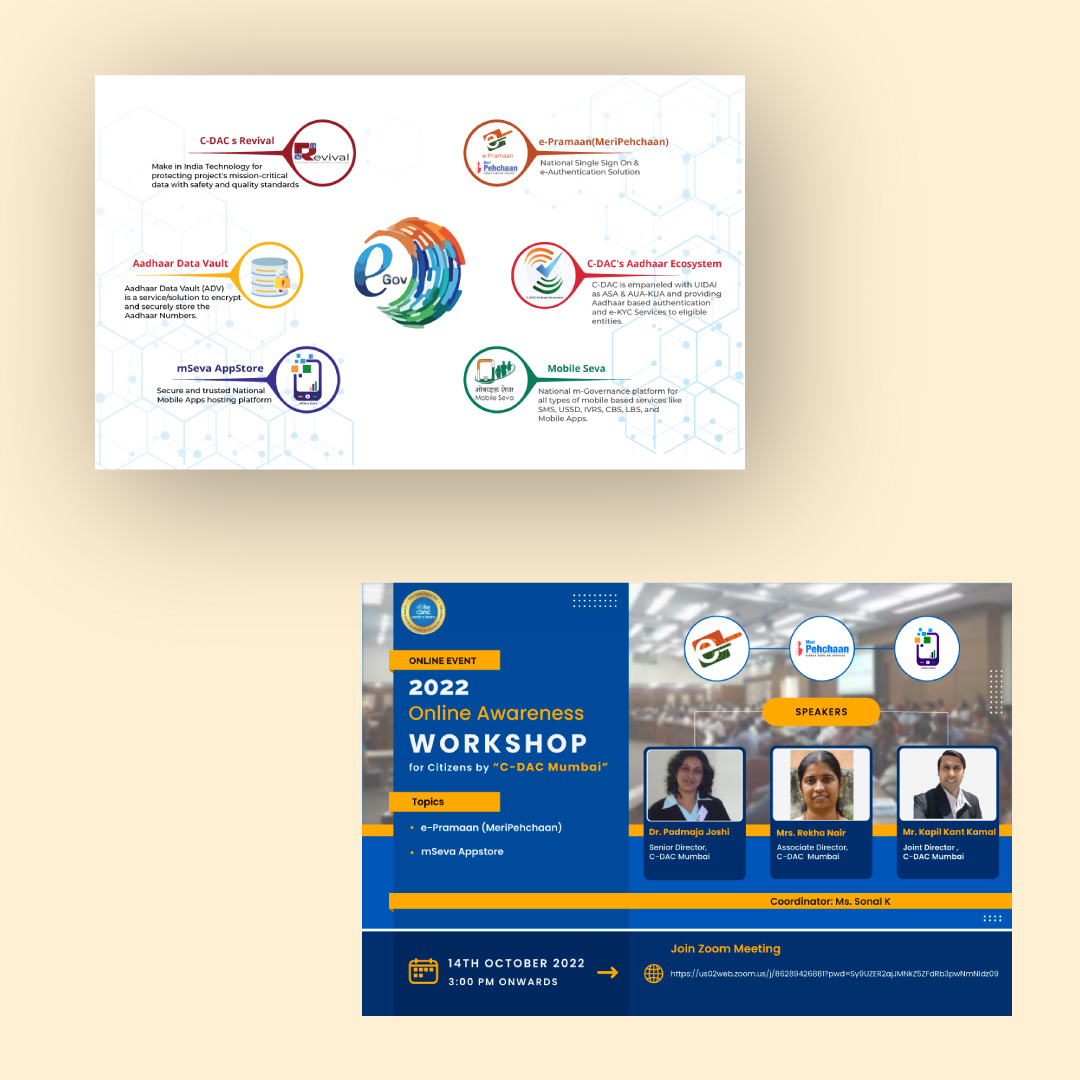 C-DAC s Revival
Make in India Technology for
protecting project's mission-critical
data with safety and quality standards
Revival
e-Pramaan
Meri
Pehchaan
e-Pramaan(MeriPehchaan)
National Single Sign On &
e-Authentication Solution
Aadhaar Data Vault
Aadhaar Data Vault (ADV)
is a service/solution to encrypt
and securely store the
Aadhaar Numbers.
e Gov
C-DAC's Aadhaar Ecosystem
C-DAC is empaneled with UIDAI
as ASA & AUA-KUA and providing
Aadhaar based authentication
and e-KYC Services to eligible
entities.
mSeva AppStore
Secure and trusted National
Mobile Apps hosting platform
मोबाइल सेवा
Mobile Seva
Mobile Seva
National m-Governance platform for
all types of mobile based services like
SMS, USSD, IVRS, CBS, LBS, and
Mobile Apps.
ONLINE EVENT
2022
Online Awareness
WORKSHOP
for Citizens by “C-DAC Mumbai”
Topics
• e-Pramaan (MeriPehchaan)
• mSeva Appstore
Meri
Pehchaan
SPEAKERS
Dr. Padmaja Joshi
Senior Director,
C-DAC Mumbai
Mrs. Rekha Nair
Associate Director,
C-DAC Mumbai
Mr. Kapil Kant Kamal
Joint Director ,
C-DAC Mumbai
Coordinator: Ms. Sonal K
14TH OCTOBER 2022
3:00 PM ONWARDS
Join Zoom Meeting
https://us02web.zoom.us/j/86289426881?pwd=Sy9UZER2ajJMNkZ5ZFdRb3pwNmNIdz09